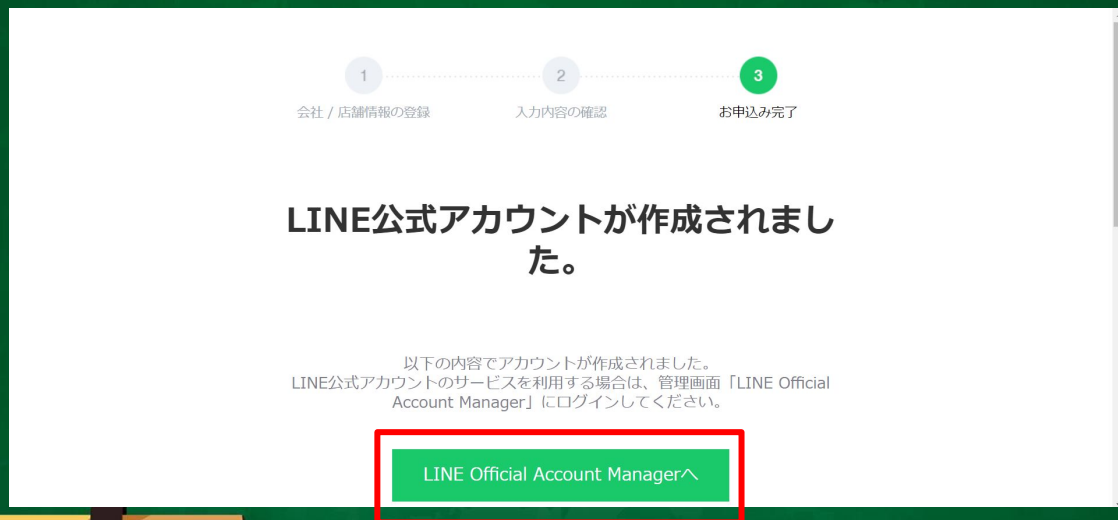 1
2
3
会社 / 店舗情報の登録
入力内容の確認
お申込み完了
LINE公式アカウントが作成されまし
た。
以下の内容でアカウントが作成されました。
LINE公式アカウントのサービスを利用する場合は、管理画面「LINE Official
Account Manager」にログインしてください。
LINE Official Account Managerへ